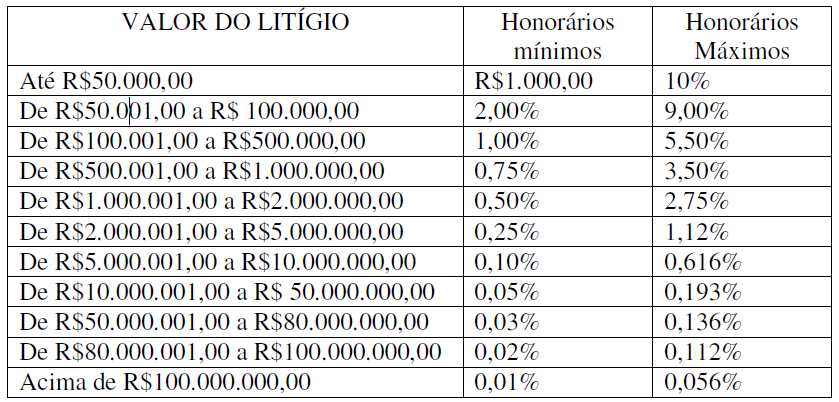 VALOR DO LITÍGIO Honorários mínimos Honorários Máximos
Até R$50.000,00 R$1.000,00 10%
De R$50.001,00 a R$ 100.000,00 2,00% 9,00%
De R$100.001,00 a R$500.000,00 1,00% 5,50%
De R$500.001,00 a R$1.000.000,00 0,75% 3,50%
De R$1.000.001,00 a R$2.000.000,00 0,50% 2,75%
De R$2.000.001,00 a R$5.000.000,00 0,25% 1,12%
De R$5.000.001,00 a R$10.000.000,00 0,10% 0,616%
De R$10.000.001,00 a R$ 50.000.000,00 0,05% 0,193%
De R$50.000.001,00 a R$80.000.000,00 0,03% 0,136%
De R$80.000.001,00 a R$100.000.000,00 0,02% 0,112%
Acima de R$100.000.000,00 0,01% 0,056%